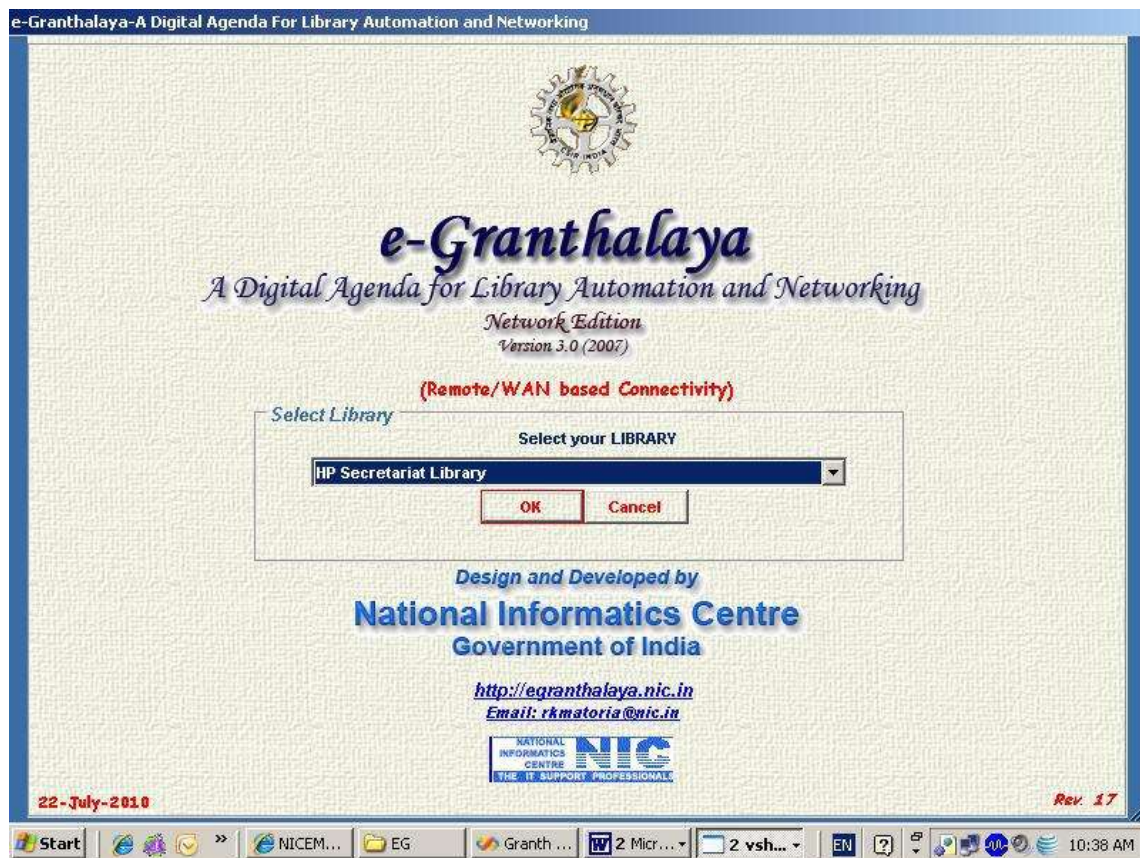 e-Granthalaya-A Digital Agenda For Library Automation and Networking
CSIR INDIA
e-Granthalaya
A Digital Agenda for Library Automation and Networking
Network Edition
Version 3.0 (2007)
(Remote/WAN based Connectivity)
Select Library
Select your LIBRARY
HP Secretariat Library
OK Cancel
Design and Developed by
National Informatics Centre
Government of India
http://egranthalaya.nic.in
Email: rkmatoria@nic.in
NATIONAL
INFORMATICS
CENTRE
NIC
THE IT SUPPORT PROFESSIONALS
22-July-2010 Rev. 17
Start » NICEM... EG Granth ... 2 Micr... 2 vsh... EN 10:38 AM